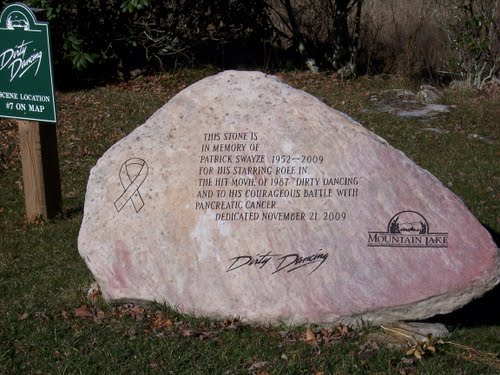 Dirty Dancing
SCENE LOCATION
#7 ON MAP
THIS STONE IS
IN MEMORY OF
PATRICK SWAYZE 1952—2009
FOR HIS STARRING ROLE IN
THE HIT MOVIE OF 1987 "DIRTY DANCING"
AND TO HIS COURAGEOUS BATTLE WITH
PANCREATIC CANCER
DEDICATED NOVEMBER 21, 2009
Dirty Dancing
MOUNTAIN LAKE